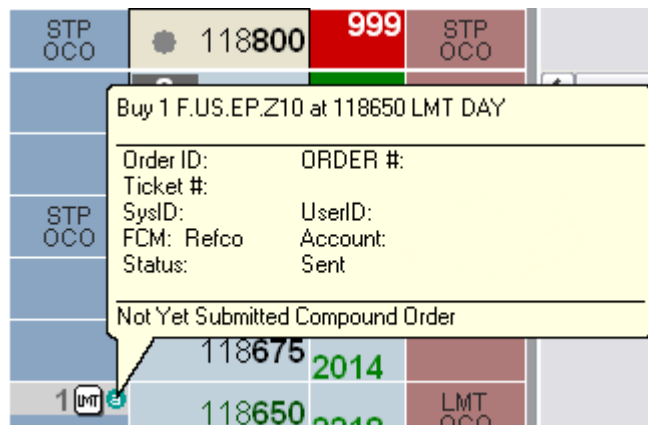 STP
OCO
118800
999
STP
OCO
Buy 1 F.US.EP.Z10 at 118650 LMT DAY
Order ID: ORDER #:
Ticket #:
SysID: UserID:
FCM: Refco Account:
Status: Sent
Not Yet Submitted Compound Order
STP
OCO
118675
2014
1 LMT a
118650
LMT
OCO